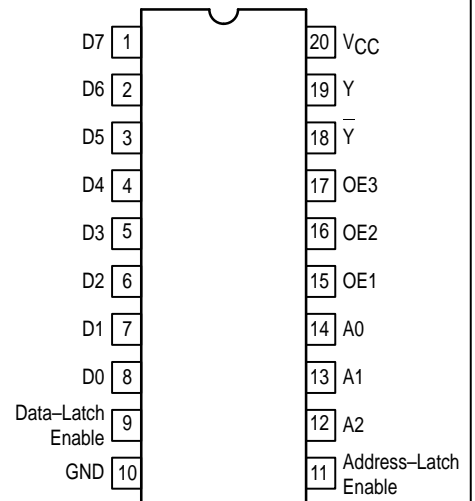 D7 1
D6 2
D5 3
D4 4
D3 5
D2 6
D1 7
D0 8
Data–Latch
Enable 9
GND 10
20 VCC
19 Y
18 Y̅
17 OE3
16 OE2
15 OE1
14 A0
13 A1
12 A2
11 Address–Latch
Enable